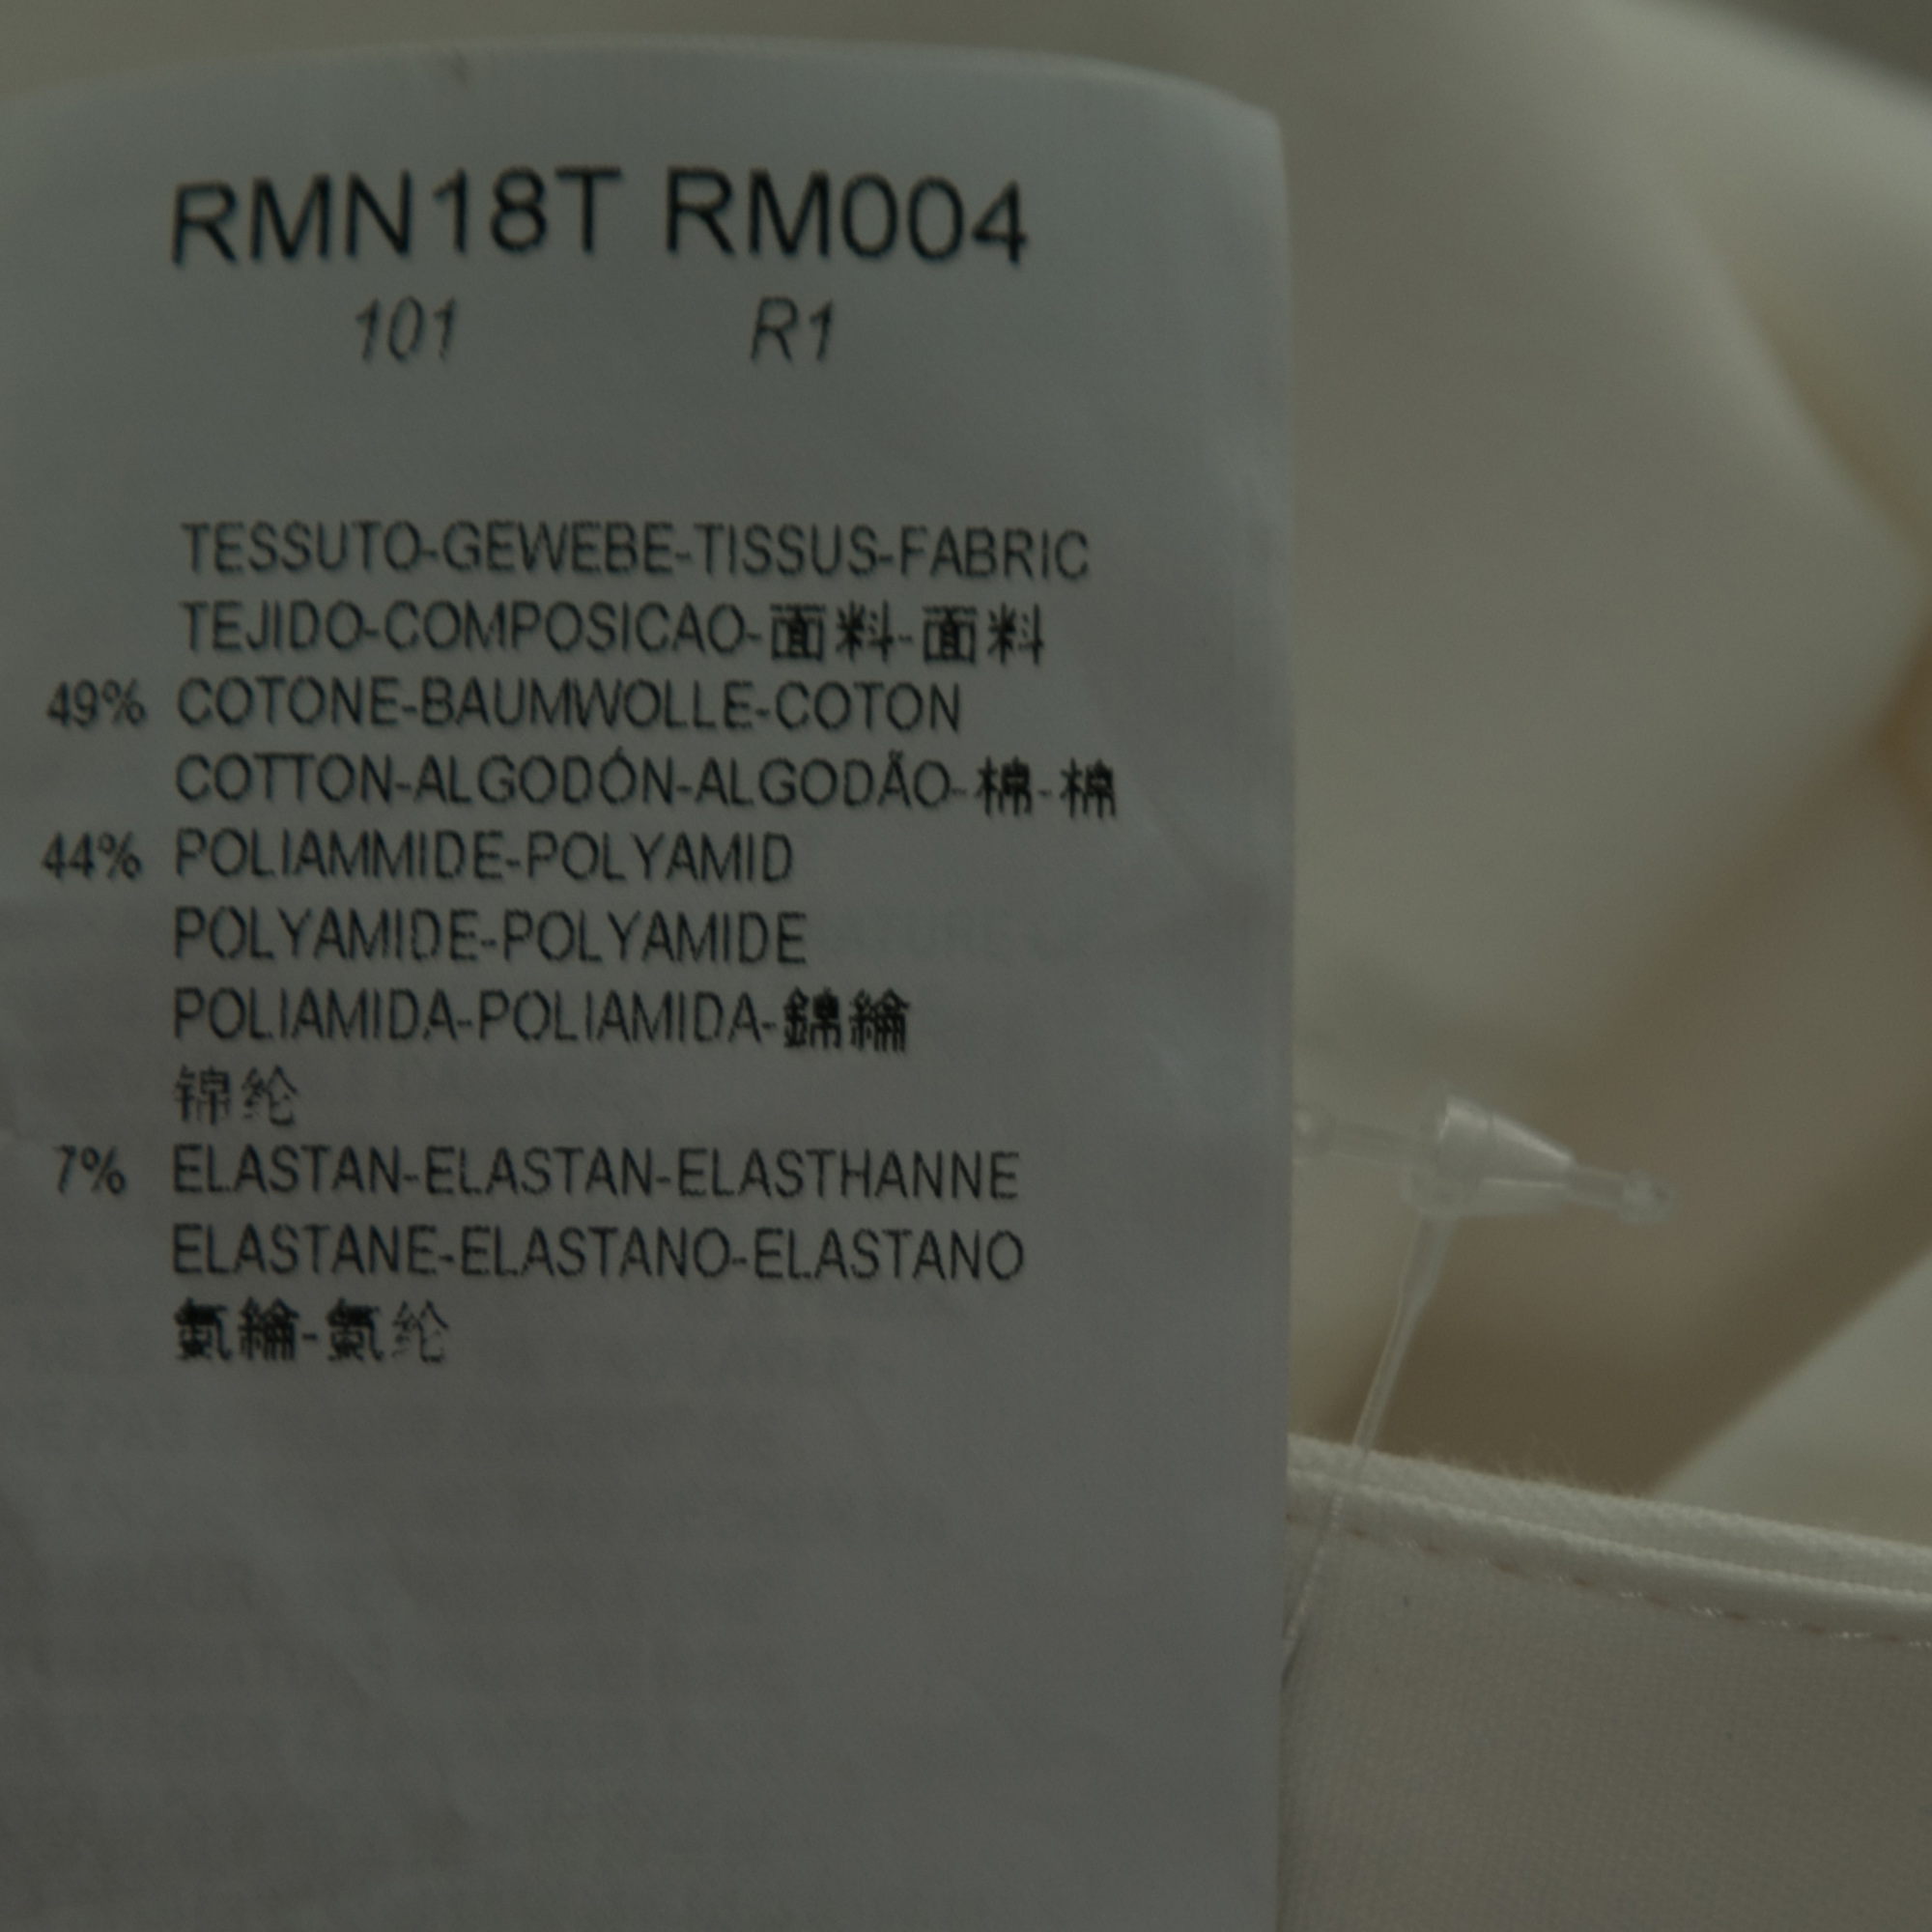 RMN18T RM004
101 R1
TESSUTO-GEWEBE-TISSUS-FABRIC
TEJIDO-COMPOSICAO-面料-面料
49% COTONE-BAUMWOLLE-COTON
COTTON-ALGODÓN-ALGODÃO-棉-棉
44% POLIAMMIDE-POLYAMID
POLYAMIDE-POLYAMIDE
POLIAMIDA-POLIAMIDA-錦綸
锦纶
7% ELASTAN-ELASTAN-ELASTHANNE
ELASTANE-ELASTANO-ELASTANO
氨綸-氨纶